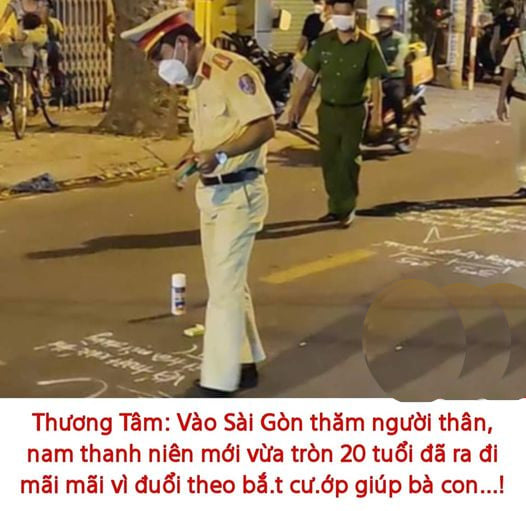 Thương Tâm: Vào Sài Gòn thăm người thân,
nam thanh niên mới vừa tròn 20 tuổi đã ra đi
mãi mãi vì đuổi theo bắ.t cư.ớp giúp bà con...!